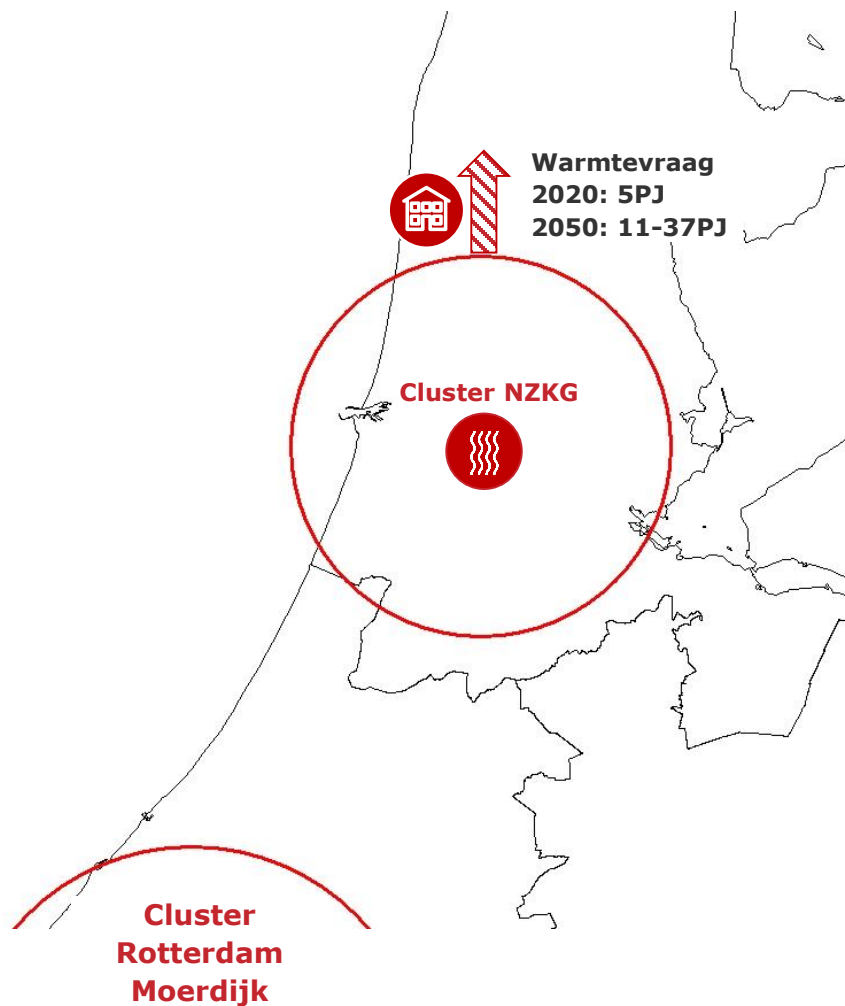 Warmtevraag
2020: 5PJ
2050: 11-37PJ
Cluster NZKG
Cluster
Rotterdam
Moerdijk